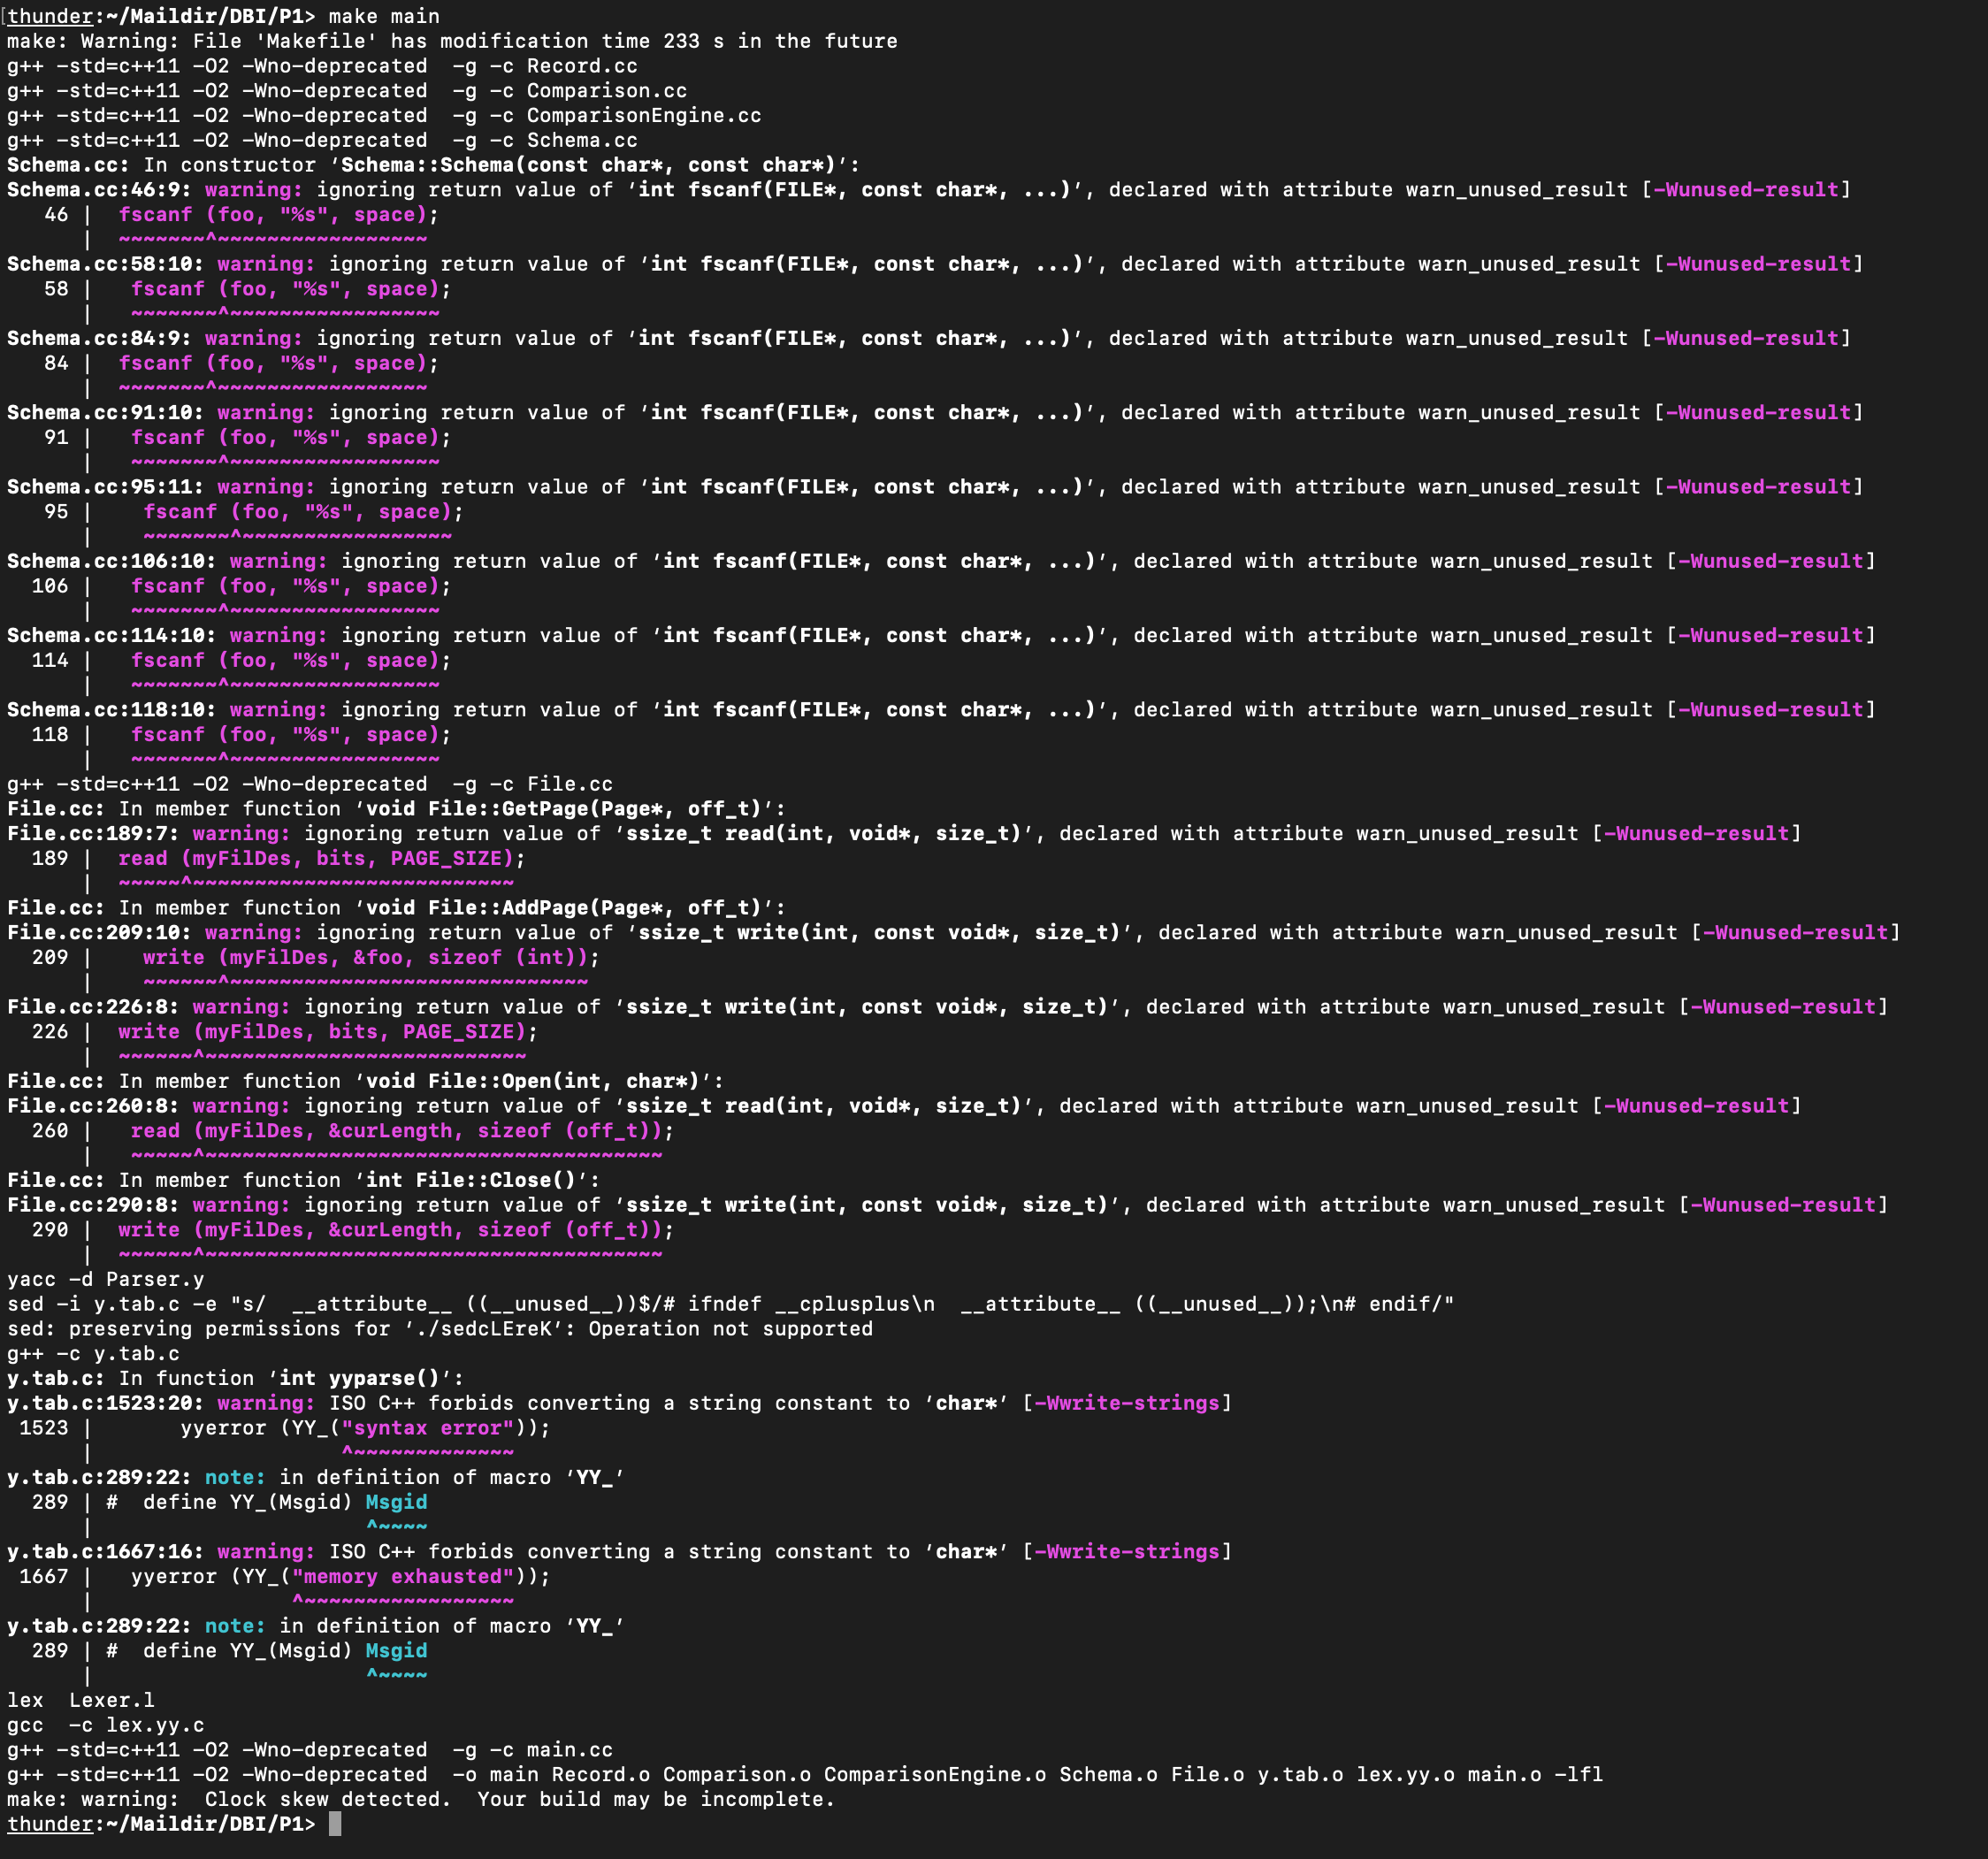 [thunder:~/Maildir/DBI/P1> make main
make: Warning: File 'Makefile' has modification time 233 s in the future
g++ -std=c++11 -O2 -Wno-deprecated  -g -c Record.cc
g++ -std=c++11 -O2 -Wno-deprecated  -g -c Comparison.cc
g++ -std=c++11 -O2 -Wno-deprecated  -g -c ComparisonEngine.cc
g++ -std=c++11 -O2 -Wno-deprecated  -g -c Schema.cc
Schema.cc: In constructor ‘Schema::Schema(const char*, const char*)’:
Schema.cc:46:9: warning: ignoring return value of ‘int fscanf(FILE*, const char*, ...)’, declared with attribute warn_unused_result [-Wunused-result]
   46 |  fscanf (foo, "%s", space);
      |  ~~~~~~~^~~~~~~~~~~~~~~~~~
Schema.cc:58:10: warning: ignoring return value of ‘int fscanf(FILE*, const char*, ...)’, declared with attribute warn_unused_result [-Wunused-result]
   58 |   fscanf (foo, "%s", space);
      |   ~~~~~~~^~~~~~~~~~~~~~~~~~
Schema.cc:84:9: warning: ignoring return value of ‘int fscanf(FILE*, const char*, ...)’, declared with attribute warn_unused_result [-Wunused-result]
   84 |  fscanf (foo, "%s", space);
      |  ~~~~~~~^~~~~~~~~~~~~~~~~~
Schema.cc:91:10: warning: ignoring return value of ‘int fscanf(FILE*, const char*, ...)’, declared with attribute warn_unused_result [-Wunused-result]
   91 |   fscanf (foo, "%s", space);
      |   ~~~~~~~^~~~~~~~~~~~~~~~~~
Schema.cc:95:11: warning: ignoring return value of ‘int fscanf(FILE*, const char*, ...)’, declared with attribute warn_unused_result [-Wunused-result]
   95 |    fscanf (foo, "%s", space);
      |    ~~~~~~~^~~~~~~~~~~~~~~~~~
Schema.cc:106:10: warning: ignoring return value of ‘int fscanf(FILE*, const char*, ...)’, declared with attribute warn_unused_result [-Wunused-result]
  106 |   fscanf (foo, "%s", space);
      |   ~~~~~~~^~~~~~~~~~~~~~~~~~
Schema.cc:114:10: warning: ignoring return value of ‘int fscanf(FILE*, const char*, ...)’, declared with attribute warn_unused_result [-Wunused-result]
  114 |   fscanf (foo, "%s", space);
      |   ~~~~~~~^~~~~~~~~~~~~~~~~~
Schema.cc:118:10: warning: ignoring return value of ‘int fscanf(FILE*, const char*, ...)’, declared with attribute warn_unused_result [-Wunused-result]
  118 |   fscanf (foo, "%s", space);
      |   ~~~~~~~^~~~~~~~~~~~~~~~~~
g++ -std=c++11 -O2 -Wno-deprecated  -g -c File.cc
File.cc: In member function ‘void File::GetPage(Page*, off_t)’:
File.cc:189:7: warning: ignoring return value of ‘ssize_t read(int, void*, size_t)’, declared with attribute warn_unused_result [-Wunused-result]
  189 |  read (myFilDes, bits, PAGE_SIZE);
      |  ~~~~~^~~~~~~~~~~~~~~~~~~~~~~~~~~
File.cc: In member function ‘void File::AddPage(Page*, off_t)’:
File.cc:209:10: warning: ignoring return value of ‘ssize_t write(int, const void*, size_t)’, declared with attribute warn_unused_result [-Wunused-result]
  209 |    write (myFilDes, &foo, sizeof (int));
      |    ~~~~~~^~~~~~~~~~~~~~~~~~~~~~~~~~~~~~
File.cc:226:8: warning: ignoring return value of ‘ssize_t write(int, const void*, size_t)’, declared with attribute warn_unused_result [-Wunused-result]
  226 |  write (myFilDes, bits, PAGE_SIZE);
      |  ~~~~~~^~~~~~~~~~~~~~~~~~~~~~~~~~~
File.cc: In member function ‘void File::Open(int, char*)’:
File.cc:260:8: warning: ignoring return value of ‘ssize_t read(int, void*, size_t)’, declared with attribute warn_unused_result [-Wunused-result]
  260 |   read (myFilDes, &curLength, sizeof (off_t));
      |   ~~~~~^~~~~~~~~~~~~~~~~~~~~~~~~~~~~~~~~~~~~~
File.cc: In member function ‘int File::Close()’:
File.cc:290:8: warning: ignoring return value of ‘ssize_t write(int, const void*, size_t)’, declared with attribute warn_unused_result [-Wunused-result]
  290 |  write (myFilDes, &curLength, sizeof (off_t));
      |  ~~~~~~^~~~~~~~~~~~~~~~~~~~~~~~~~~~~~~~~~~~~~
yacc -d Parser.y
sed -i y.tab.c -e "s/  __attribute__ ((__unused__))$/# ifndef __cplusplus\n  __attribute__ ((__unused__));\n# endif/"
sed: preserving permissions for ‘./sedcLEreK’: Operation not supported
g++ -c y.tab.c
y.tab.c: In function ‘int yyparse()’:
y.tab.c:1523:20: warning: ISO C++ forbids converting a string constant to ‘char*’ [-Wwrite-strings]
 1523 |       yyerror (YY_("syntax error"));
      |                    ^~~~~~~~~~~~~~
y.tab.c:289:22: note: in definition of macro ‘YY_’
  289 | #  define YY_(Msgid) Msgid
      |                      ^~~~~
y.tab.c:1667:16: warning: ISO C++ forbids converting a string constant to ‘char*’ [-Wwrite-strings]
 1667 |   yyerror (YY_("memory exhausted"));
      |                ^~~~~~~~~~~~~~~~~~
y.tab.c:289:22: note: in definition of macro ‘YY_’
  289 | #  define YY_(Msgid) Msgid
      |                      ^~~~~
lex  Lexer.l
gcc  -c lex.yy.c
g++ -std=c++11 -O2 -Wno-deprecated  -g -c main.cc
g++ -std=c++11 -O2 -Wno-deprecated  -o main Record.o Comparison.o ComparisonEngine.o Schema.o File.o y.tab.o lex.yy.o main.o -lfl
make: warning:  Clock skew detected.  Your build may be incomplete.
thunder:~/Maildir/DBI/P1>